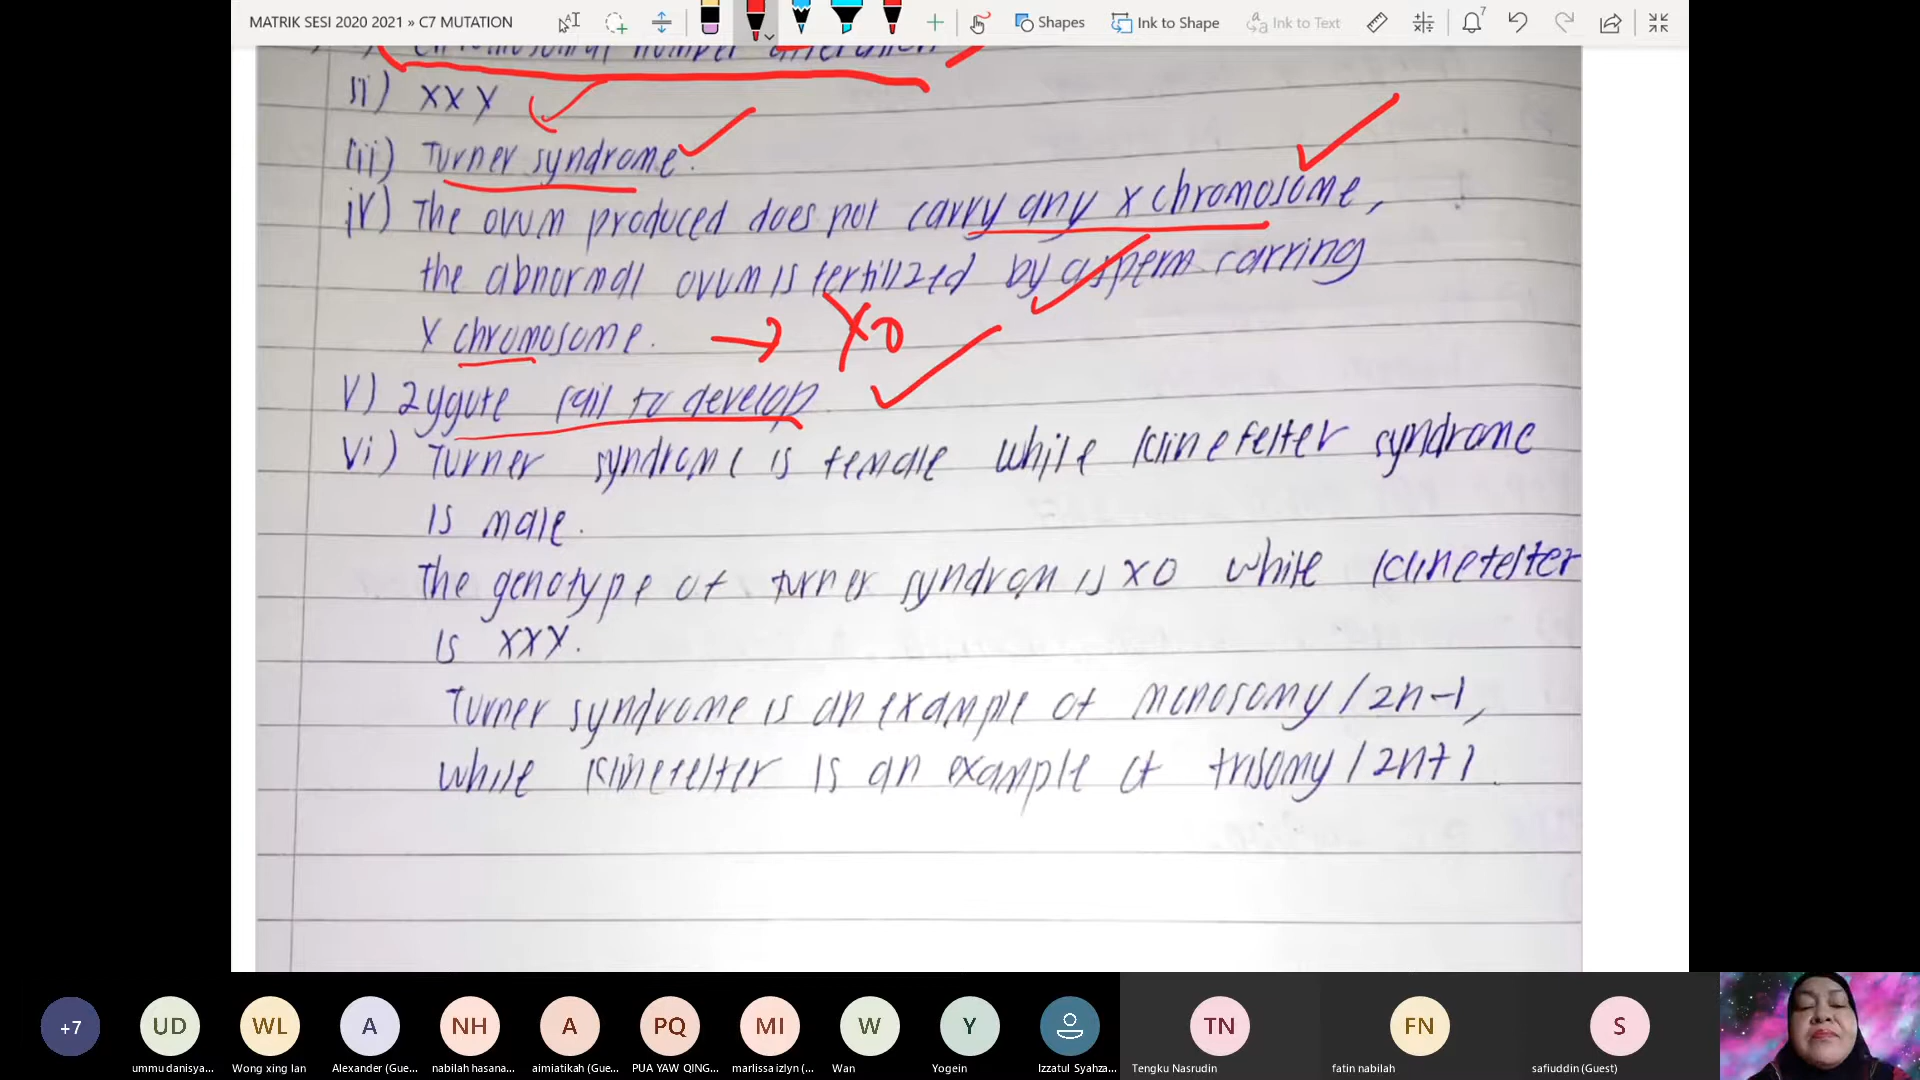 MATRIK SESI 2020 2021 » C7 MUTATION
Shapes
Ink to Shape
Ink to Text
7
chromosomal number alteration
ii) XXY
iii) Turner syndrome.
iv) The ovum produced does not carry any X chromosome,
the abnormal ovum is fertilized by a sperm carring
X chromosome. → XO
V) Zygote fail to develop.
Vi) Turner syndrome is female while klinefelter syndrome
is male.
The genotype of turner syndrom is XO while klinefelter
is XXY.
Turner syndrome is an example of monosomy / 2n-1,
while klinefelter is an example of trisomy / 2n+1.
+7
UD
WL
A
NH
A
PQ
MI
W
Y
TN
FN
S
ummu danisya...
Wong xing lan
Alexander (Gue...
nabilah hasana...
aimiatikah (Gue...
PUA YAW QING...
marlissa izlyn (...
Wan
Yogein
Izzatul Syahza...
Tengku Nasrudin
fatin nabilah
safiuddin (Guest)